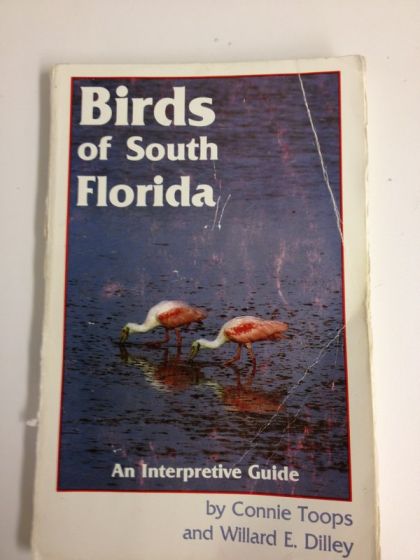 Birds
of South
Florida
An Interpretive Guide
by Connie Toops
and Willard E. Dilley